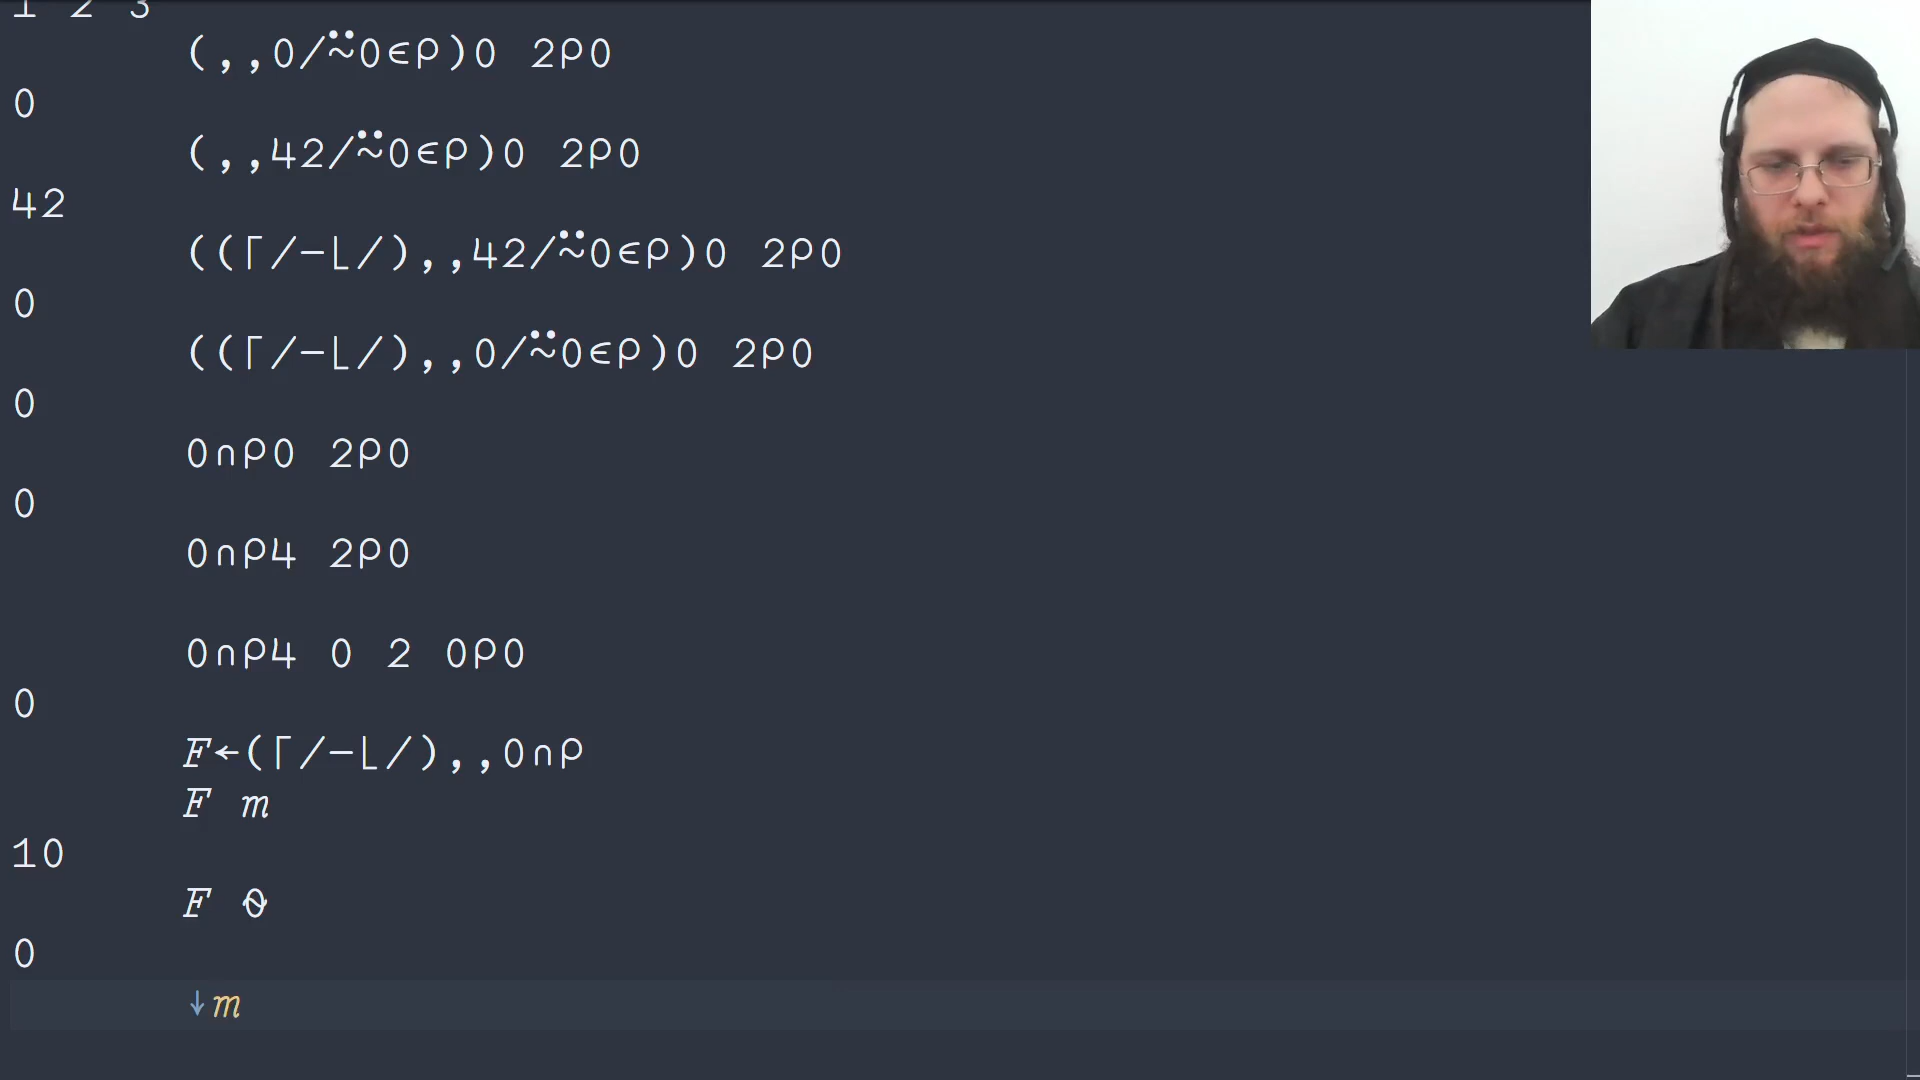 1 2 3
(,,0/⍨⍤0∊⍴)0 2⍴0
0
(,,42/⍨⍤0∊⍴)0 2⍴0
42
((⌈/-⌊/),,42/⍨⍤0∊⍴)0 2⍴0
0
((⌈/-⌊/),,0/⍨⍤0∊⍴)0 2⍴0
0
0∩⍴0 2⍴0
0
0∩⍴4 2⍴0
0∩⍴4 0 2 0⍴0
0
F←(⌈/-⌊/),,0∩⍴
F m
10
F ⍬
0
↓m